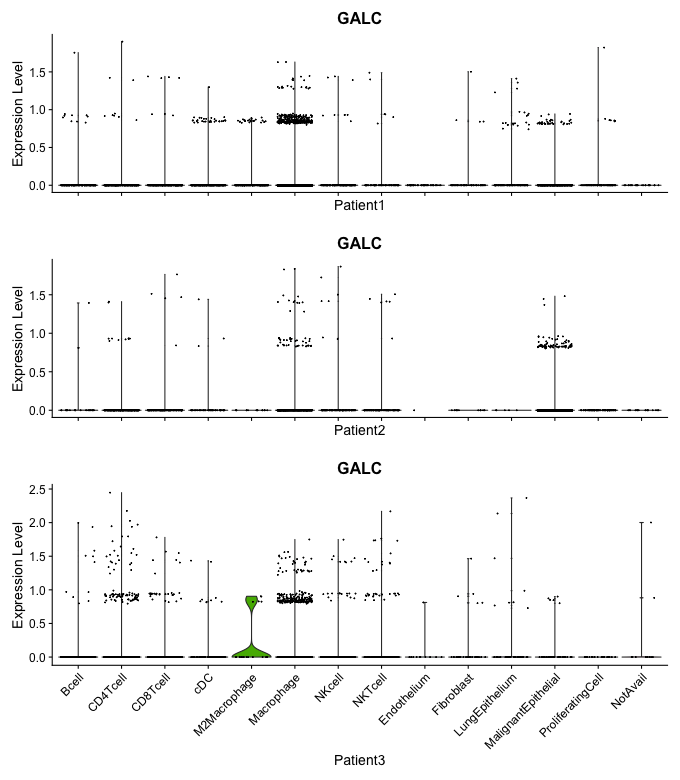 GALC
Expression Level
1.5
1.0
0.5
0.0
Patient1
GALC
Expression Level
1.5
1.0
0.5
0.0
Patient2
GALC
Expression Level
2.5
2.0
1.5
1.0
0.5
0.0
Bcell
CD4Tcell
CD8Tcell
cDC
M2Macrophage
Macrophage
NKcell
NKTcell
Endothelium
Fibroblast
LungEpithelium
MalignantEpithelial
ProliferatingCell
NotAvail
Patient3